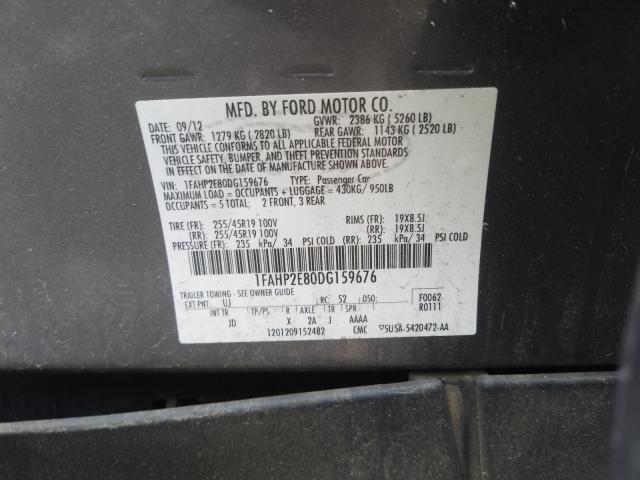 MFD. BY FORD MOTOR CO.
DATE: 09/12 GVWR: 2386 KG ( 5260 LB)
FRONT GAWR: 1279 KG ( 2820 LB) REAR GAWR: 1143 KG ( 2520 LB)
THIS VEHICLE CONFORMS TO ALL APPLICABLE FEDERAL MOTOR
VEHICLE SAFETY, BUMPER, AND THEFT PREVENTION STANDARDS
IN EFFECT ON THE DATE OF MANUFACTURE SHOWN ABOVE.
VIN: 1FAHP2E80DG159676 TYPE: Passenger Car
MAXIMUM LOAD = OCCUPANTS + LUGGAGE = 430KG/ 950LB
OCCUPANTS = 5 TOTAL: 2 FRONT, 3 REAR
TIRE (FR): 255/45R19 100V RIMS (FR): 19X8.5J
(RR): 255/45R19 100V (RR): 19X8.5J
PRESSURE (FR): 235 kPa/ 34 PSI COLD (RR): 235 kPa/ 34 PSI COLD
1FAHP2E80DG159676
TRAILER TOWING - SEE OWNER GUIDE
EXT PNT: UJ RC: 52 DSO: F0062
R0111
INT TR TP/PS R AXLE TR SPR
JD X 2A J AAAA
1201209152482 CMC 5U5A-5420472-AA